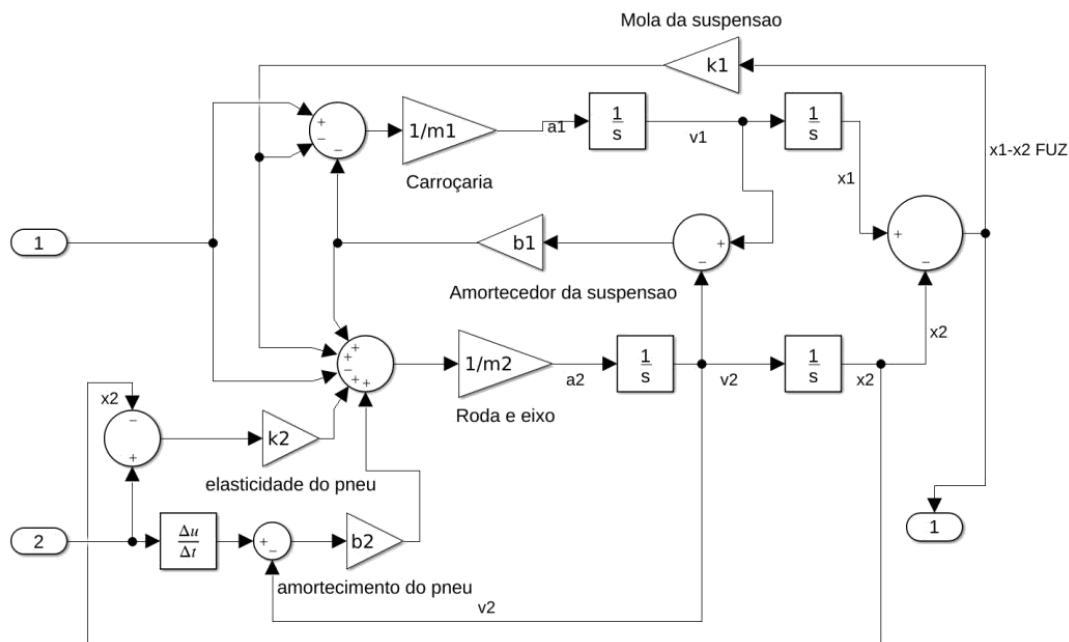 Mola da suspensao
k1
+
−
−
1/m1
a1
1
s
v1
1
s
x1
x1-x2 FUZ
Carroçaria
1
b1
+
−
+
−
Amortecedor da suspensao
x2
+
+
−
+
+
1/m2
a2
1
s
v2
1
s
x2
Roda e eixo
x2
−
+
k2
elasticidade do pneu
2
Δu
Δt
+
−
b2
1
amortecimento do pneu
v2